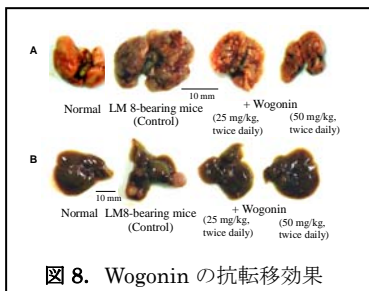 A
10 mm
Normal LM 8-bearing mice + Wogonin
(Control) (25 mg/kg, (50 mg/kg,
twice daily) twice daily)
B
10 mm
Normal LM8-bearing mice + Wogonin
(Control) (25 mg/kg, (50 mg/kg,
twice daily) twice daily)
図 8. Wogonin の抗転移効果